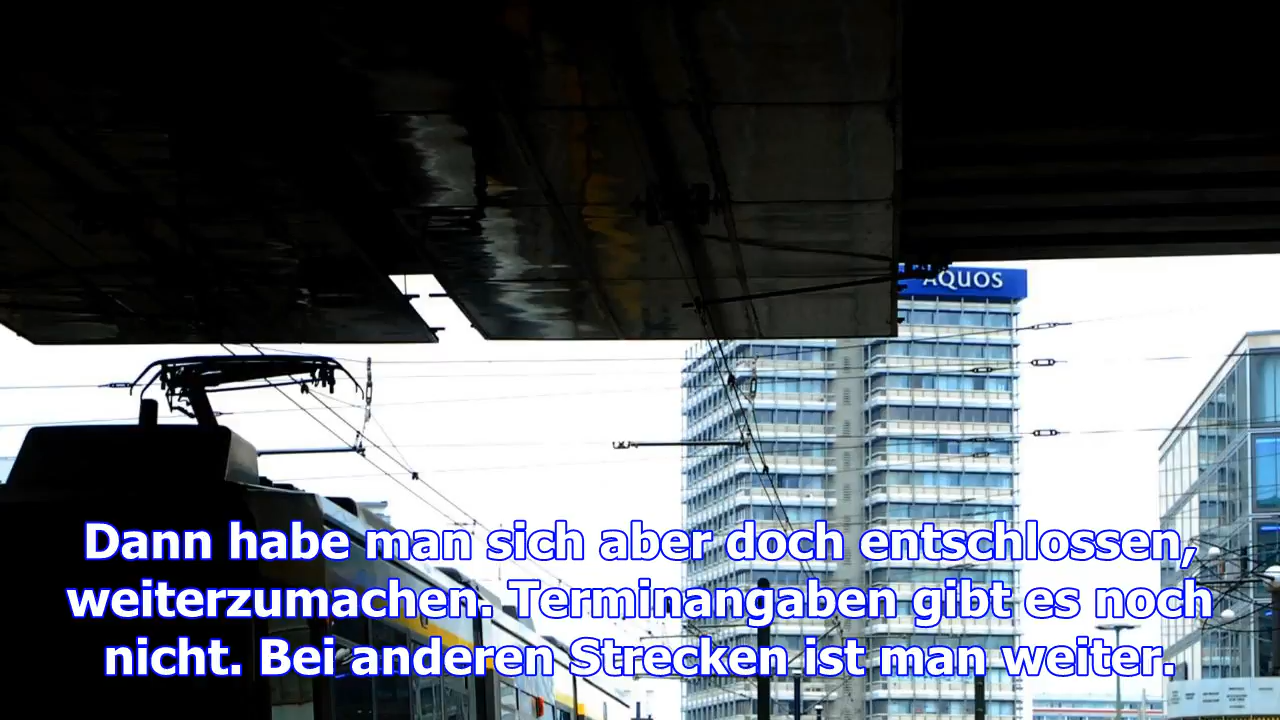 AQUOS
Dann habe man sich aber doch entschlossen,
weiterzumachen. Terminangaben gibt es noch
nicht. Bei anderen Strecken ist man weiter.